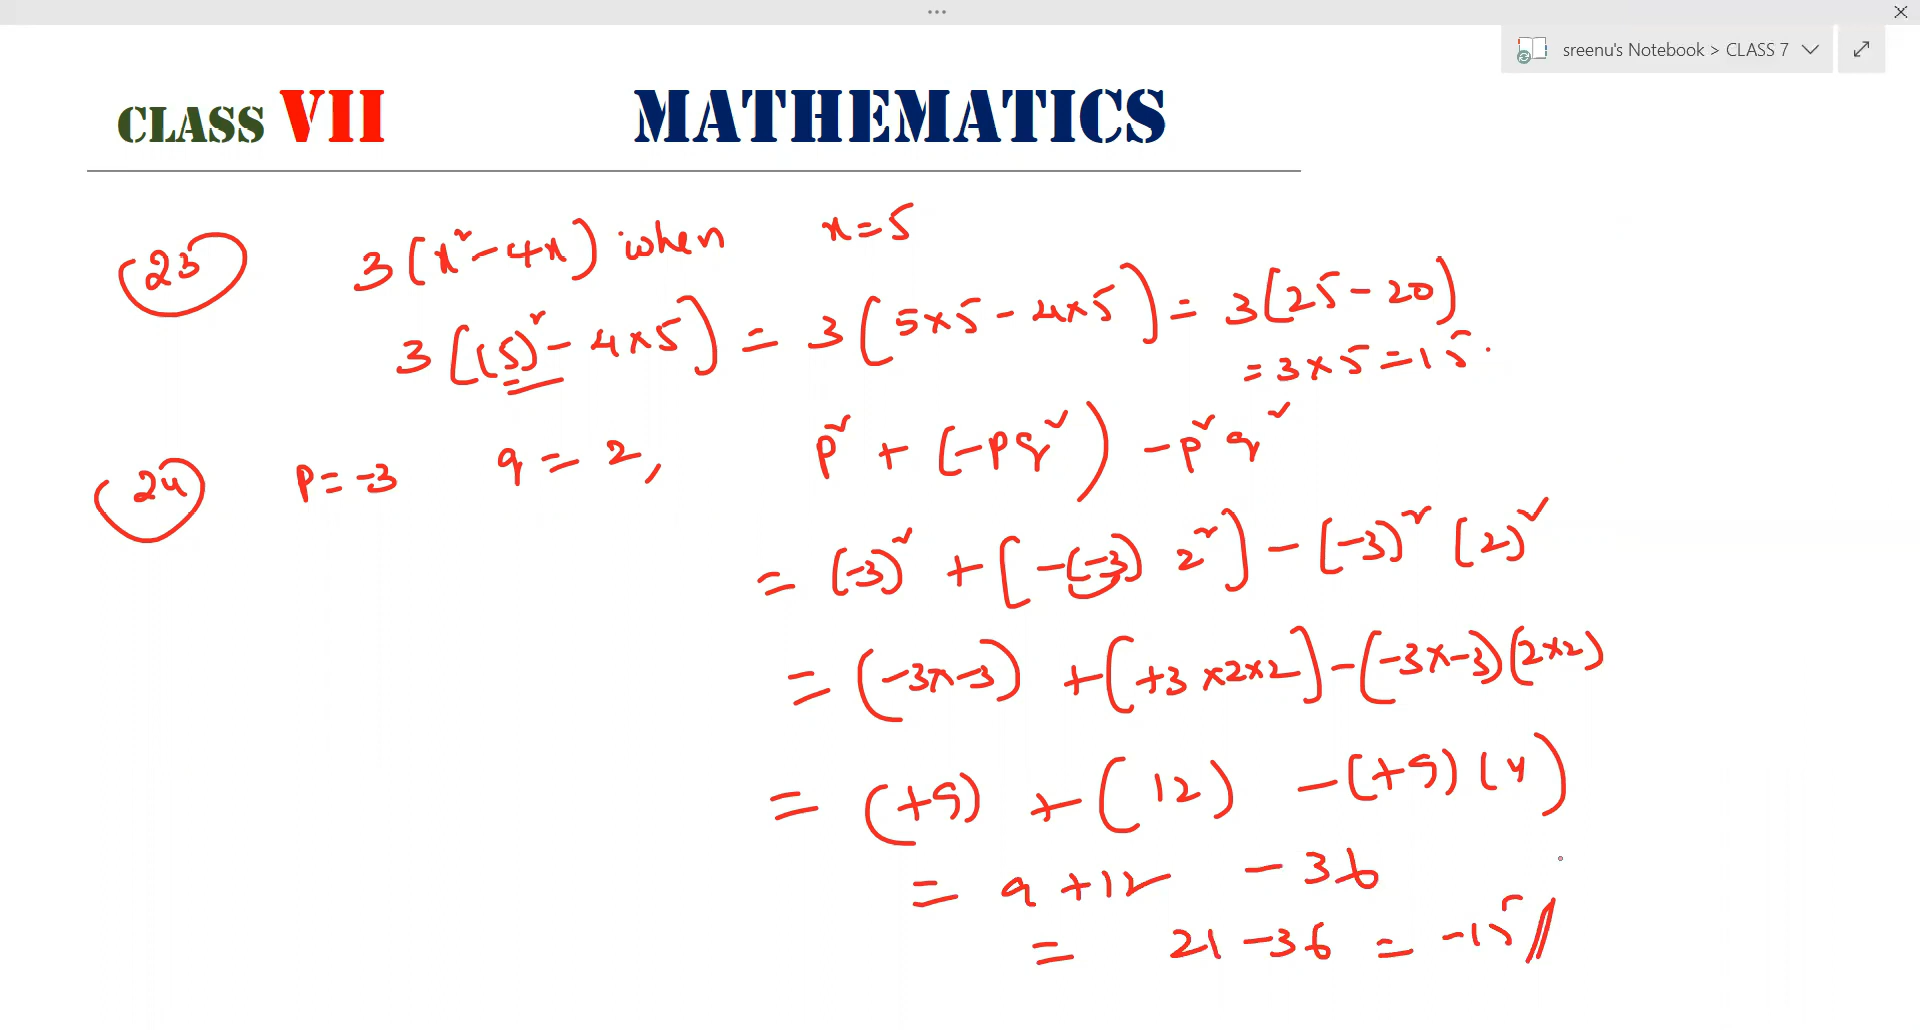 sreenu's Notebook > CLASS 7
CLASS VII MATHEMATICS
23 3(x² - 4x) when x = 5
3[(5)² - 4×5] = 3[5×5 - 4×5] = 3[25 - 20]
= 3×5 = 15.
24 p = -3 q = 2, p² + (-pq²) - p²q²
= (-3)² + [-(-3) 2²] - (-3)² (2)²
= (-3×-3) + [+3×2×2] - (-3×-3)(2×2)
= (+9) + (12) - (+9)(4)
= 9 + 12 - 36
= 21 - 36 = -15//